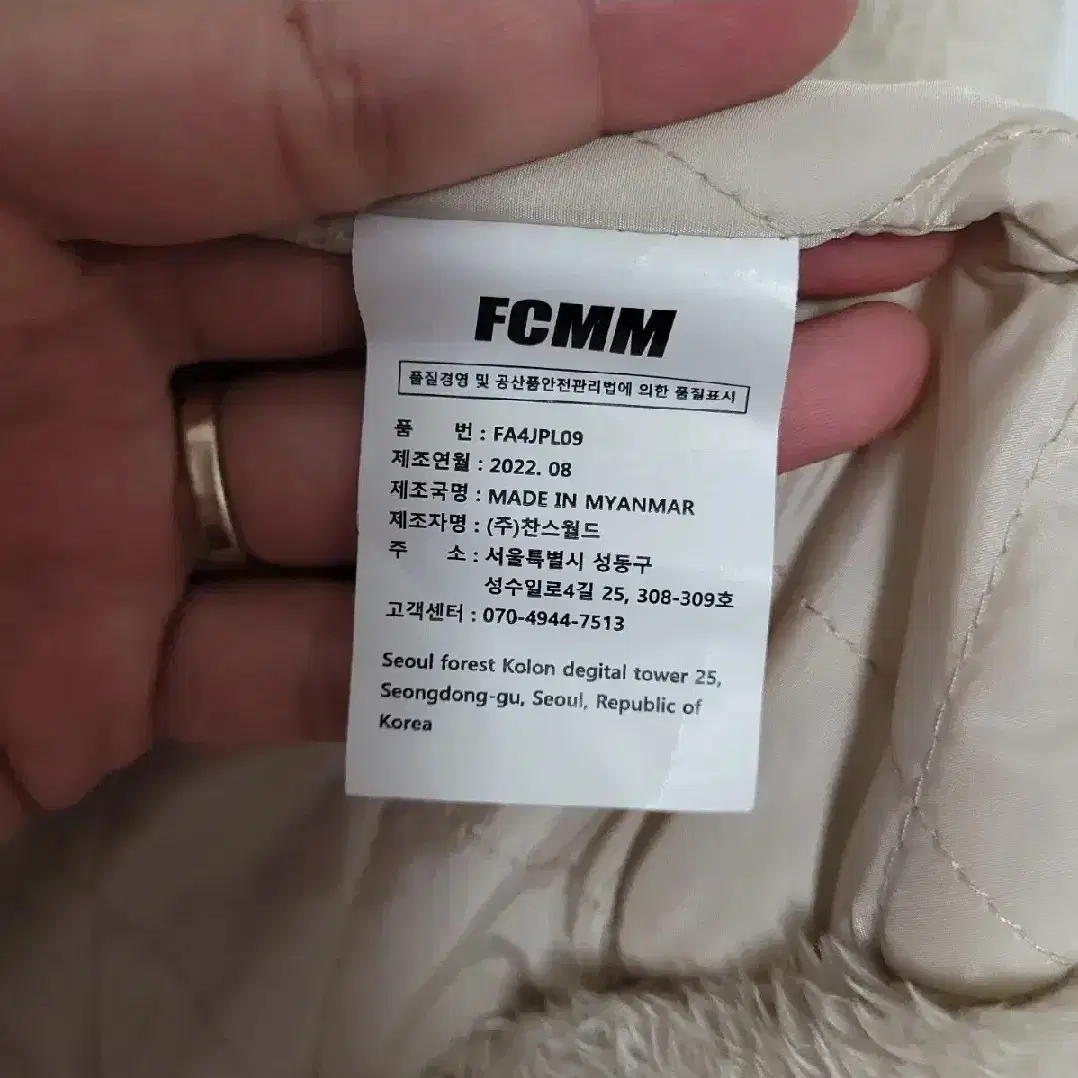 FCMM
품질경영 및 공산품안전관리법에 의한 품질표시
품 번 : FA4JPL09
제조연월 : 2022. 08
제조국명 : MADE IN MYANMAR
제조자명 : (주)찬스월드
주 소 : 서울특별시 성동구
성수일로4길 25, 308-309호
고객센터 : 070-4944-7513
Seoul forest Kolon degital tower 25,
Seongdong-gu, Seoul, Republic of
Korea